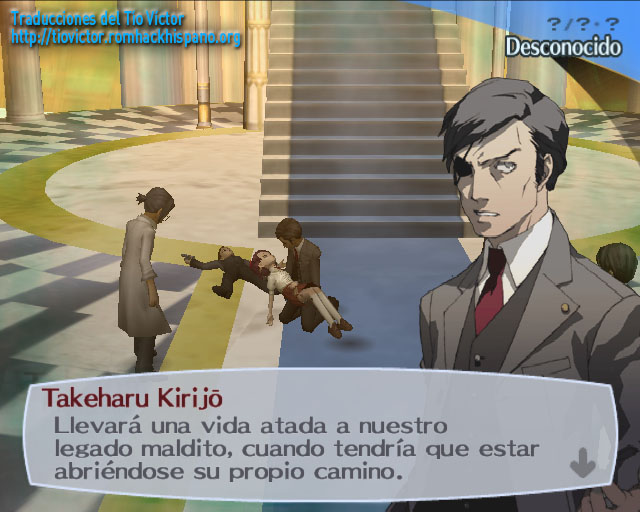 Traducciones del Tio Victor
http://tiovictor.romhackhispano.org
?/?・?
Desconocido
Takeharu Kirijō
Llevará una vida atada a nuestro
legado maldito, cuando tendría que estar
abriéndose su propio camino.